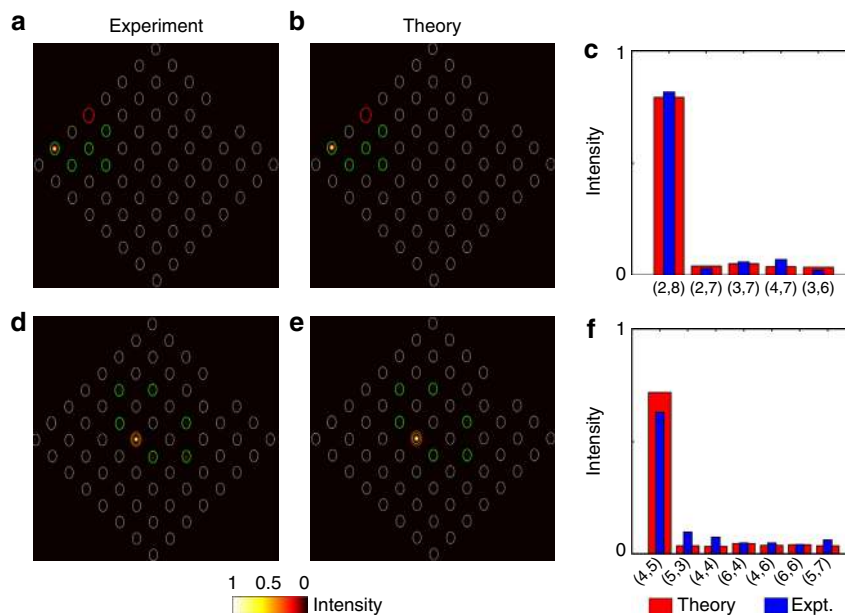 a Experiment
b Theory
c
1
Intensity
0
(2,8) (2,7) (3,7) (4,7) (3,6)
d
e
f
1
Intensity
0
(4,5) (5,3) (4,4) (6,4) (4,6) (6,6) (5,7)
1 0.5 0
Intensity
Theory Expt.